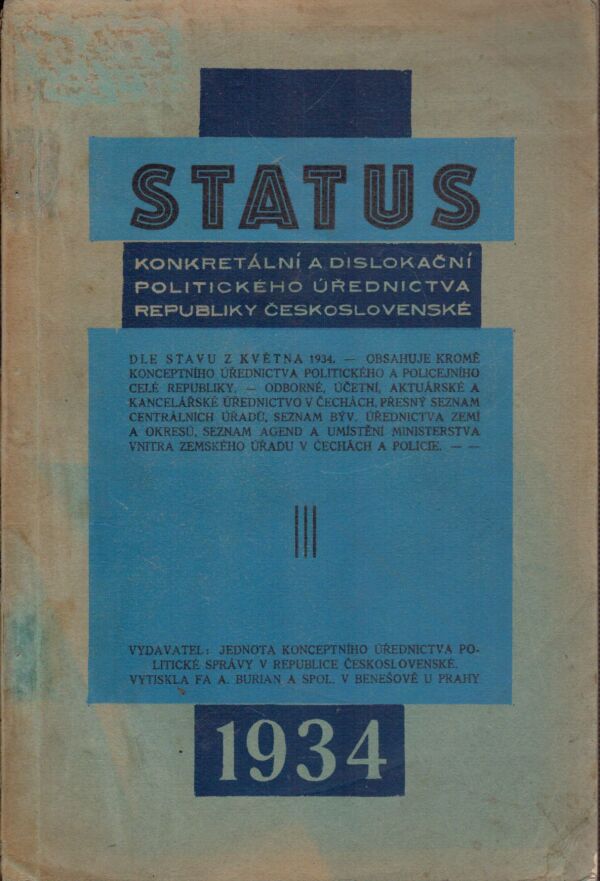 STATUS
KONKRETÁLNÍ A DISLOKAČNÍ
POLITICKÉHO ÚŘEDNICTVA
REPUBLIKY ČESKOSLOVENSKÉ
DLE STAVU Z KVĚTNA 1934. — OBSAHUJE KROMĚ
KONCEPTNÍHO ÚŘEDNICTVA POLITICKÉHO A POLICEJNÍHO
CELÉ REPUBLIKY. — ODBORNÉ, ÚČETNÍ, AKTUÁRSKÉ A
KANCELÁŘSKÉ ÚŘEDNICTVO V ČECHÁCH, PŘESNÝ SEZNAM
CENTRÁLNÍCH ÚŘADŮ, SEZNAM BÝV. ÚŘEDNICTVA ZEMÍ
A OKRESŮ, SEZNAM AGEND A UMÍSTĚNÍ MINISTERSTVA
VNITRA ZEMSKÉHO ÚŘADU V ČECHÁCH A POLICIE. — —
VYDAVATEL: JEDNOTA KONCEPTNÍHO ÚŘEDNICTVA PO-
LITICKÉ SPRÁVY V REPUBLICE ČESKOSLOVENSKÉ.
VYTISKLA FA A. BURIAN A SPOL. V BENEŠOVĚ U PRAHY
1934